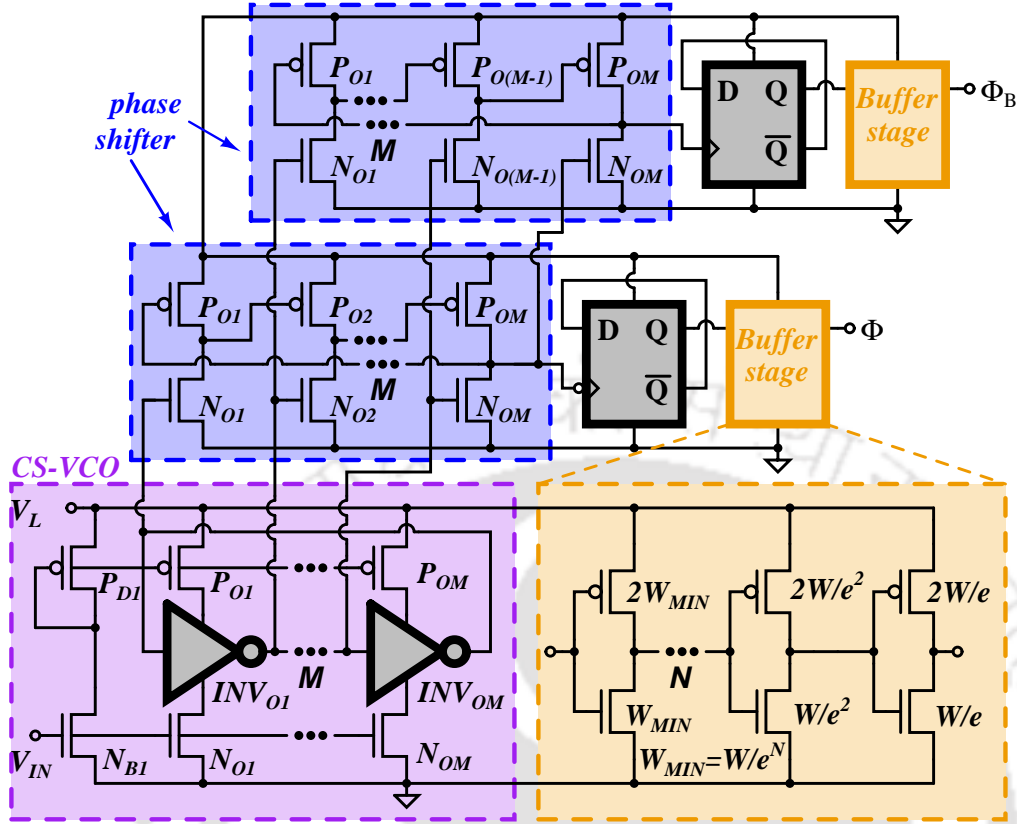 phase
shifter
P_O1
P_O(M-1)
P_OM
M
N_O1
N_O(M-1)
N_OM
D Q
Q̅
Buffer
stage
Φ_B
P_O1
P_O2
P_OM
M
N_O1
N_O2
N_OM
D Q
Q̅
Buffer
stage
Φ
CS-VCO
V_L
P_D1
P_O1
P_OM
INV_O1
M
INV_OM
V_IN
N_B1
N_O1
N_OM
2W_MIN
2W/e²
2W/e
N
W_MIN
W/e²
W/e
W_MIN=W/e^N